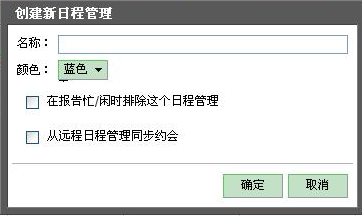 创建新日程管理
名称：
颜色： 蓝色
在报告忙/闲时排除这个日程管理
从远程日程管理同步约会
确定 取消